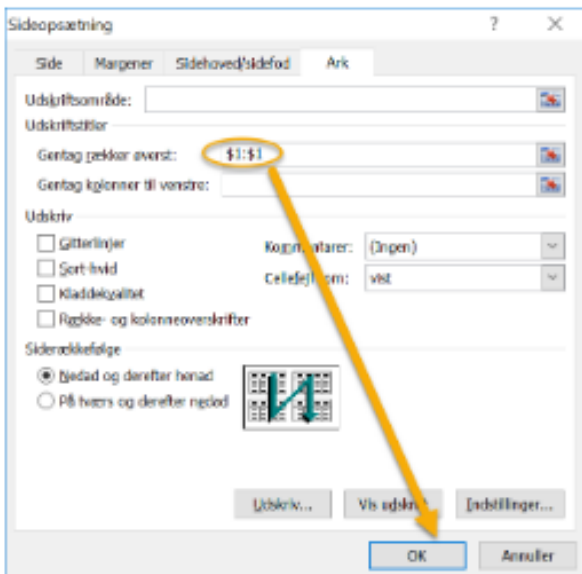 Sideopsætning ?
Side Margener Sidehoved/sidefod Ark
Udskriftsområde:
Udskriftstitler
Gentag rækker øverst: $1:$1
Gentag kolonner til venstre:
Udskriv
Gitterlinjer Kommentarer: (Ingen)
Sort-hvid Cellefejl som: vist
Kladdekvalitet
Række- og kolonneoverskrifter
Siderækkefølge
Nedad og derefter henad
På tværs og derefter nedad
Udskriv... Vis udskrift Indstillinger...
OK Annuller